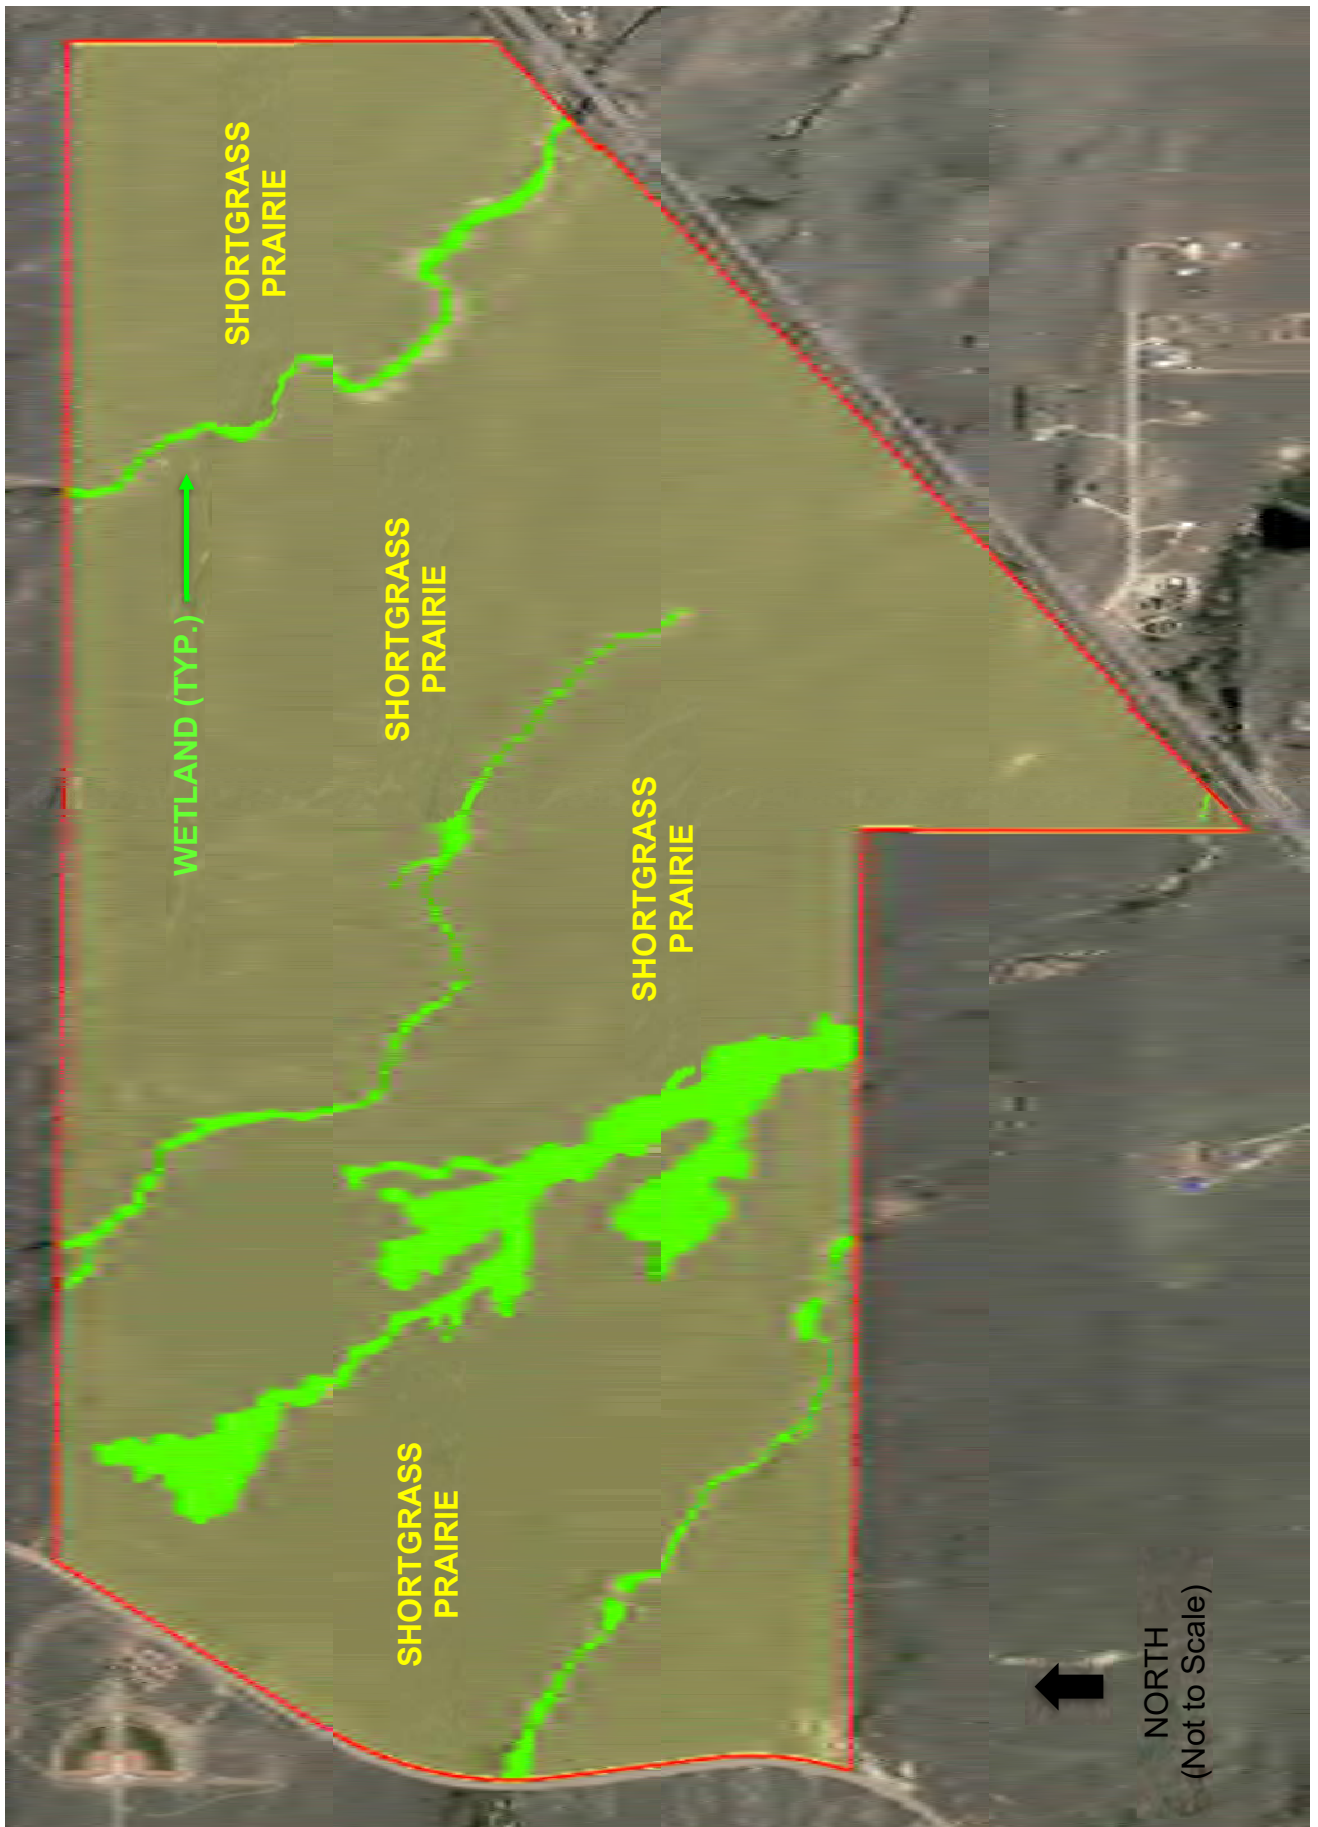 SHORTGRASS
PRAIRIE
WETLAND (TYP.)
SHORTGRASS
PRAIRIE
SHORTGRASS
PRAIRIE
SHORTGRASS
PRAIRIE
NORTH
(Not to Scale)